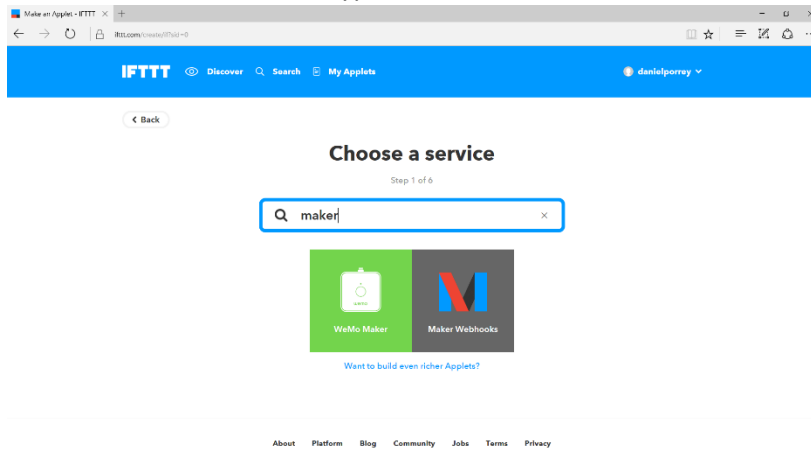 Make an Applet - IFTTT
ifttt.com/create/if?sid=0
IFTTT Discover Search My Applets danielporrey
Back
Choose a service
Step 1 of 6
maker
WeMo Maker Maker Webhooks
Want to build even richer Applets?
About Platform Blog Community Jobs Terms Privacy